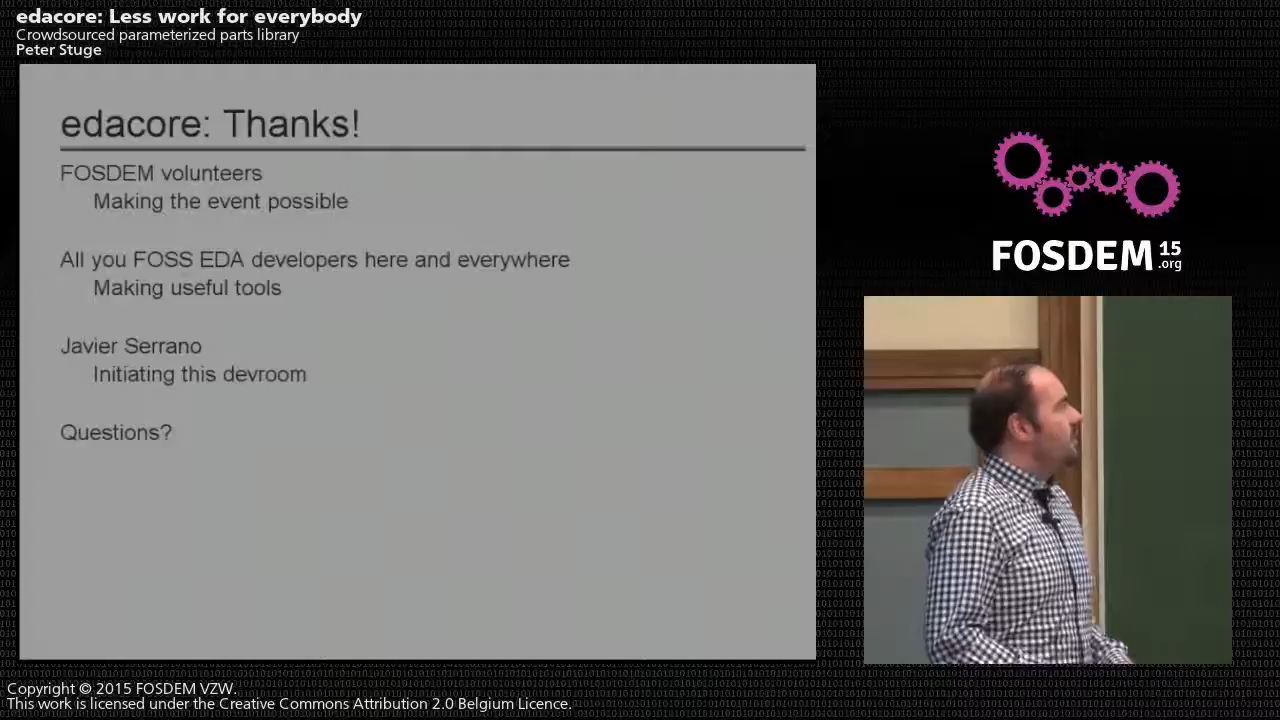 edacore: Less work for everybody
Crowdsourced parameterized parts library
Peter Stuge
edacore: Thanks!
FOSDEM volunteers
Making the event possible
All you FOSS EDA developers here and everywhere
Making useful tools
Javier Serrano
Initiating this devroom
Questions?
FOSDEM 15
.org
Copyright © 2015 FOSDEM VZW.
This work is licensed under the Creative Commons Attribution 2.0 Belgium Licence.